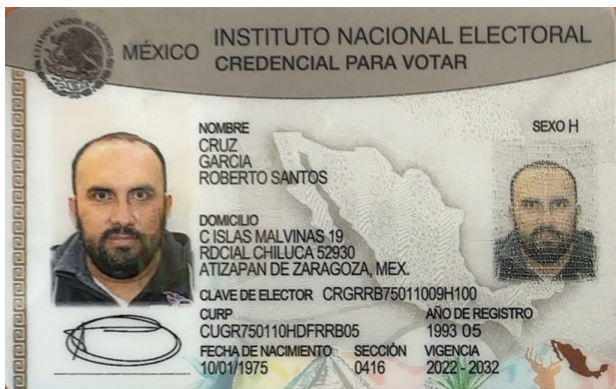 MÉXICO
INSTITUTO NACIONAL ELECTORAL
CREDENCIAL PARA VOTAR
NOMBRE
CRUZ
GARCIA
ROBERTO SANTOS
SEXO H
DOMICILIO
C ISLAS MALVINAS 19
RDCIAL CHILUCA 52930
ATIZAPAN DE ZARAGOZA, MEX.
CLAVE DE ELECTOR CRGRRB75011009H100
CURP
CUGR750110HDFRRB05
AÑO DE REGISTRO
1993 05
FECHA DE NACIMIENTO
10/01/1975
SECCIÓN
0416
VIGENCIA
2022 - 2032